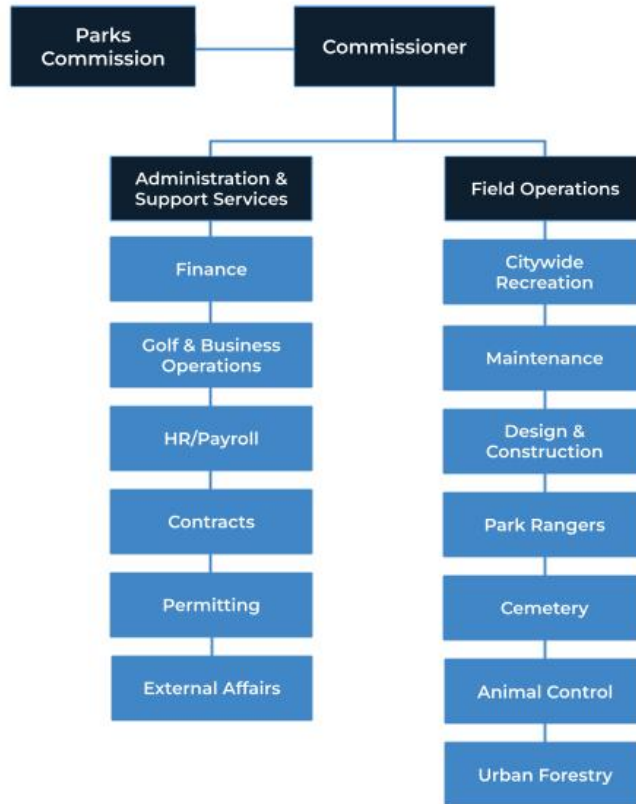 Parks
Commission
Commissioner
Administration &
Support Services
Finance
Golf & Business
Operations
HR/Payroll
Contracts
Permitting
External Affairs
Field Operations
Citywide
Recreation
Maintenance
Design &
Construction
Park Rangers
Cemetery
Animal Control
Urban Forestry